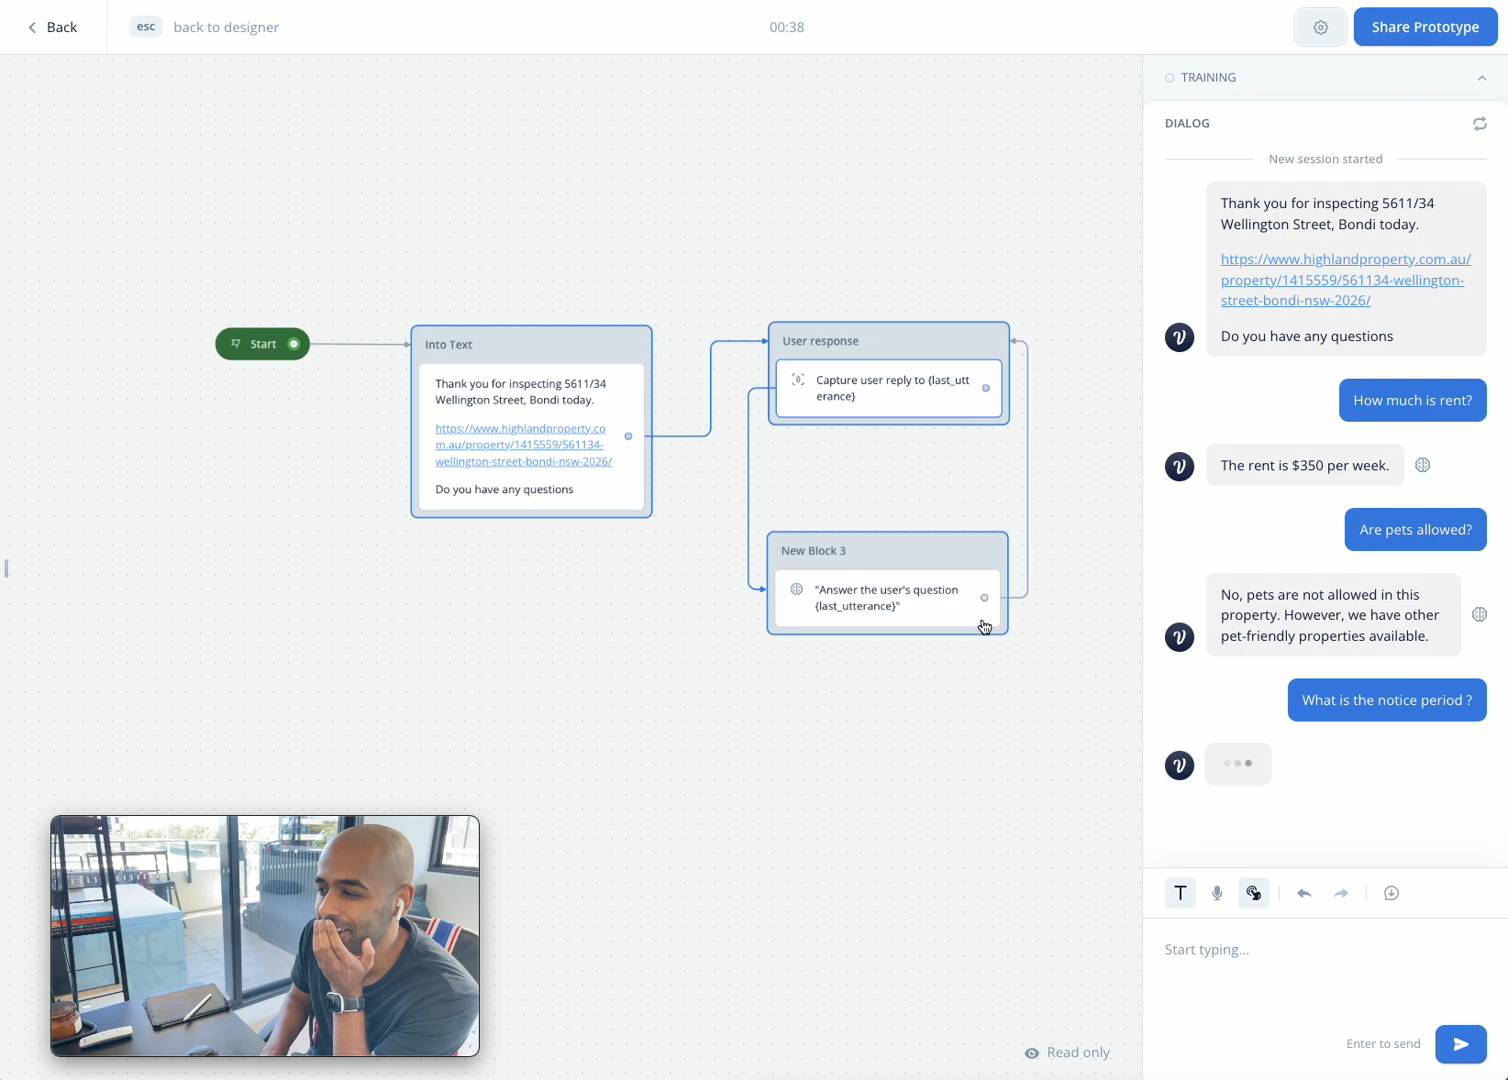 Back
esc back to designer
00:38
Share Prototype
TRAINING
DIALOG
New session started
Thank you for inspecting 5611/34
Wellington Street, Bondi today.
https://www.highlandproperty.com.au/
property/1415559/561134-wellington-
street-bondi-nsw-2026/
Do you have any questions
How much is rent?
The rent is $350 per week.
Are pets allowed?
No, pets are not allowed in this
property. However, we have other
pet-friendly properties available.
What is the notice period ?
Start
Into Text
Thank you for inspecting 5611/34
Wellington Street, Bondi today.
https://www.highlandproperty.co
m.au/property/1415559/561134-
wellington-street-bondi-nsw-2026/
Do you have any questions
User response
Capture user reply to {last_utt
erance}
New Block 3
"Answer the user's question
{last_utterance}"
Read only
T
Start typing...
Enter to send